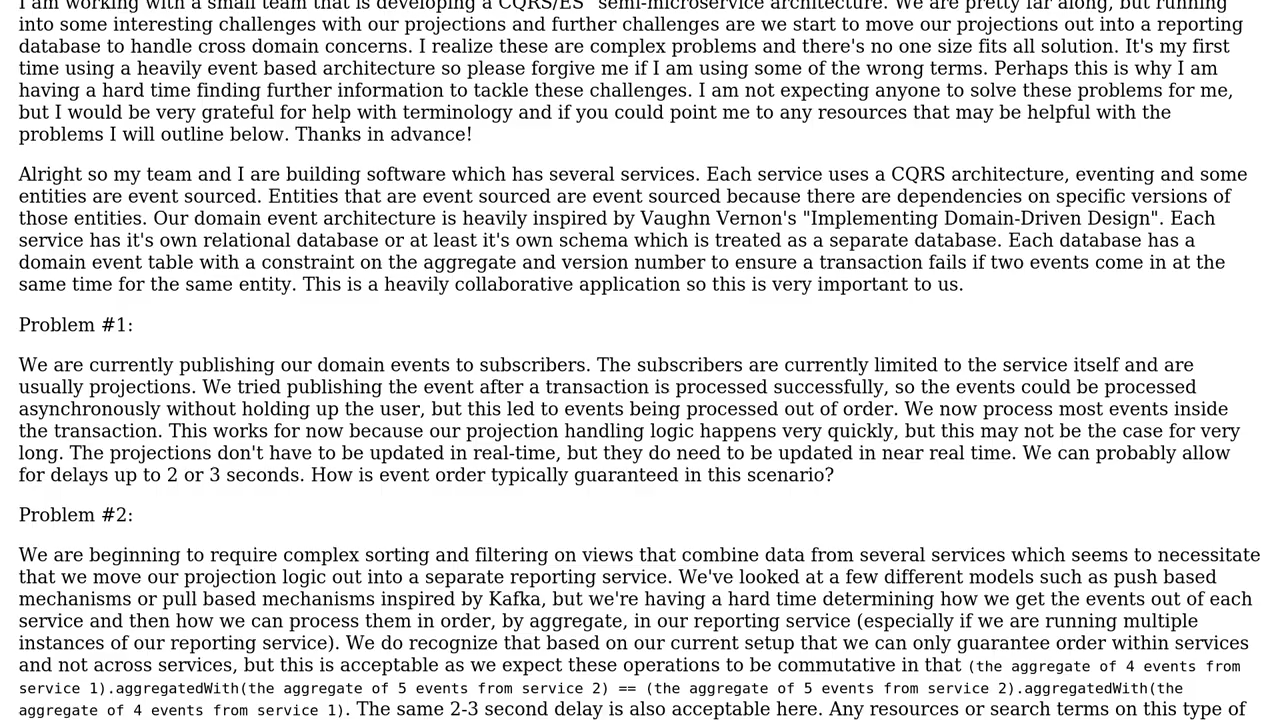 I am working with a small team that is developing a CQRS/ES "semi-microservice architecture. We are pretty far along, but running
into some interesting challenges with our projections and further challenges are we start to move our projections out into a reporting
database to handle cross domain concerns. I realize these are complex problems and there's no one size fits all solution. It's my first
time using a heavily event based architecture so please forgive me if I am using some of the wrong terms. Perhaps this is why I am
having a hard time finding further information to tackle these challenges. I am not expecting anyone to solve these problems for me,
but I would be very grateful for help with terminology and if you could point me to any resources that may be helpful with the
problems I will outline below. Thanks in advance!
Alright so my team and I are building software which has several services. Each service uses a CQRS architecture, eventing and some
entities are event sourced. Entities that are event sourced are event sourced because there are dependencies on specific versions of
those entities. Our domain event architecture is heavily inspired by Vaughn Vernon's "Implementing Domain-Driven Design". Each
service has it's own relational database or at least it's own schema which is treated as a separate database. Each database has a
domain event table with a constraint on the aggregate and version number to ensure a transaction fails if two events come in at the
same time for the same entity. This is a heavily collaborative application so this is very important to us.
Problem #1:
We are currently publishing our domain events to subscribers. The subscribers are currently limited to the service itself and are
usually projections. We tried publishing the event after a transaction is processed successfully, so the events could be processed
asynchronously without holding up the user, but this led to events being processed out of order. We now process most events inside
the transaction. This works for now because our projection handling logic happens very quickly, but this may not be the case for very
long. The projections don't have to be updated in real-time, but they do need to be updated in near real time. We can probably allow
for delays up to 2 or 3 seconds. How is event order typically guaranteed in this scenario?
Problem #2:
We are beginning to require complex sorting and filtering on views that combine data from several services which seems to necessitate
that we move our projection logic out into a separate reporting service. We've looked at a few different models such as push based
mechanisms or pull based mechanisms inspired by Kafka, but we're having a hard time determining how we get the events out of each
service and then how we can process them in order, by aggregate, in our reporting service (especially if we are running multiple
instances of our reporting service). We do recognize that based on our current setup that we can only guarantee order within services
and not across services, but this is acceptable as we expect these operations to be commutative in that (the aggregate of 4 events from
service 1).aggregatedWith(the aggregate of 5 events from service 2) == (the aggregate of 5 events from service 2).aggregatedWith(the
aggregate of 4 events from service 1). The same 2-3 second delay is also acceptable here. Any resources or search terms on this type of